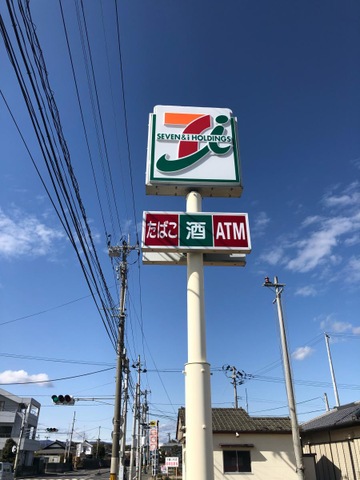 SEVEN&i HOLDINGS
たばこ 酒 ATM